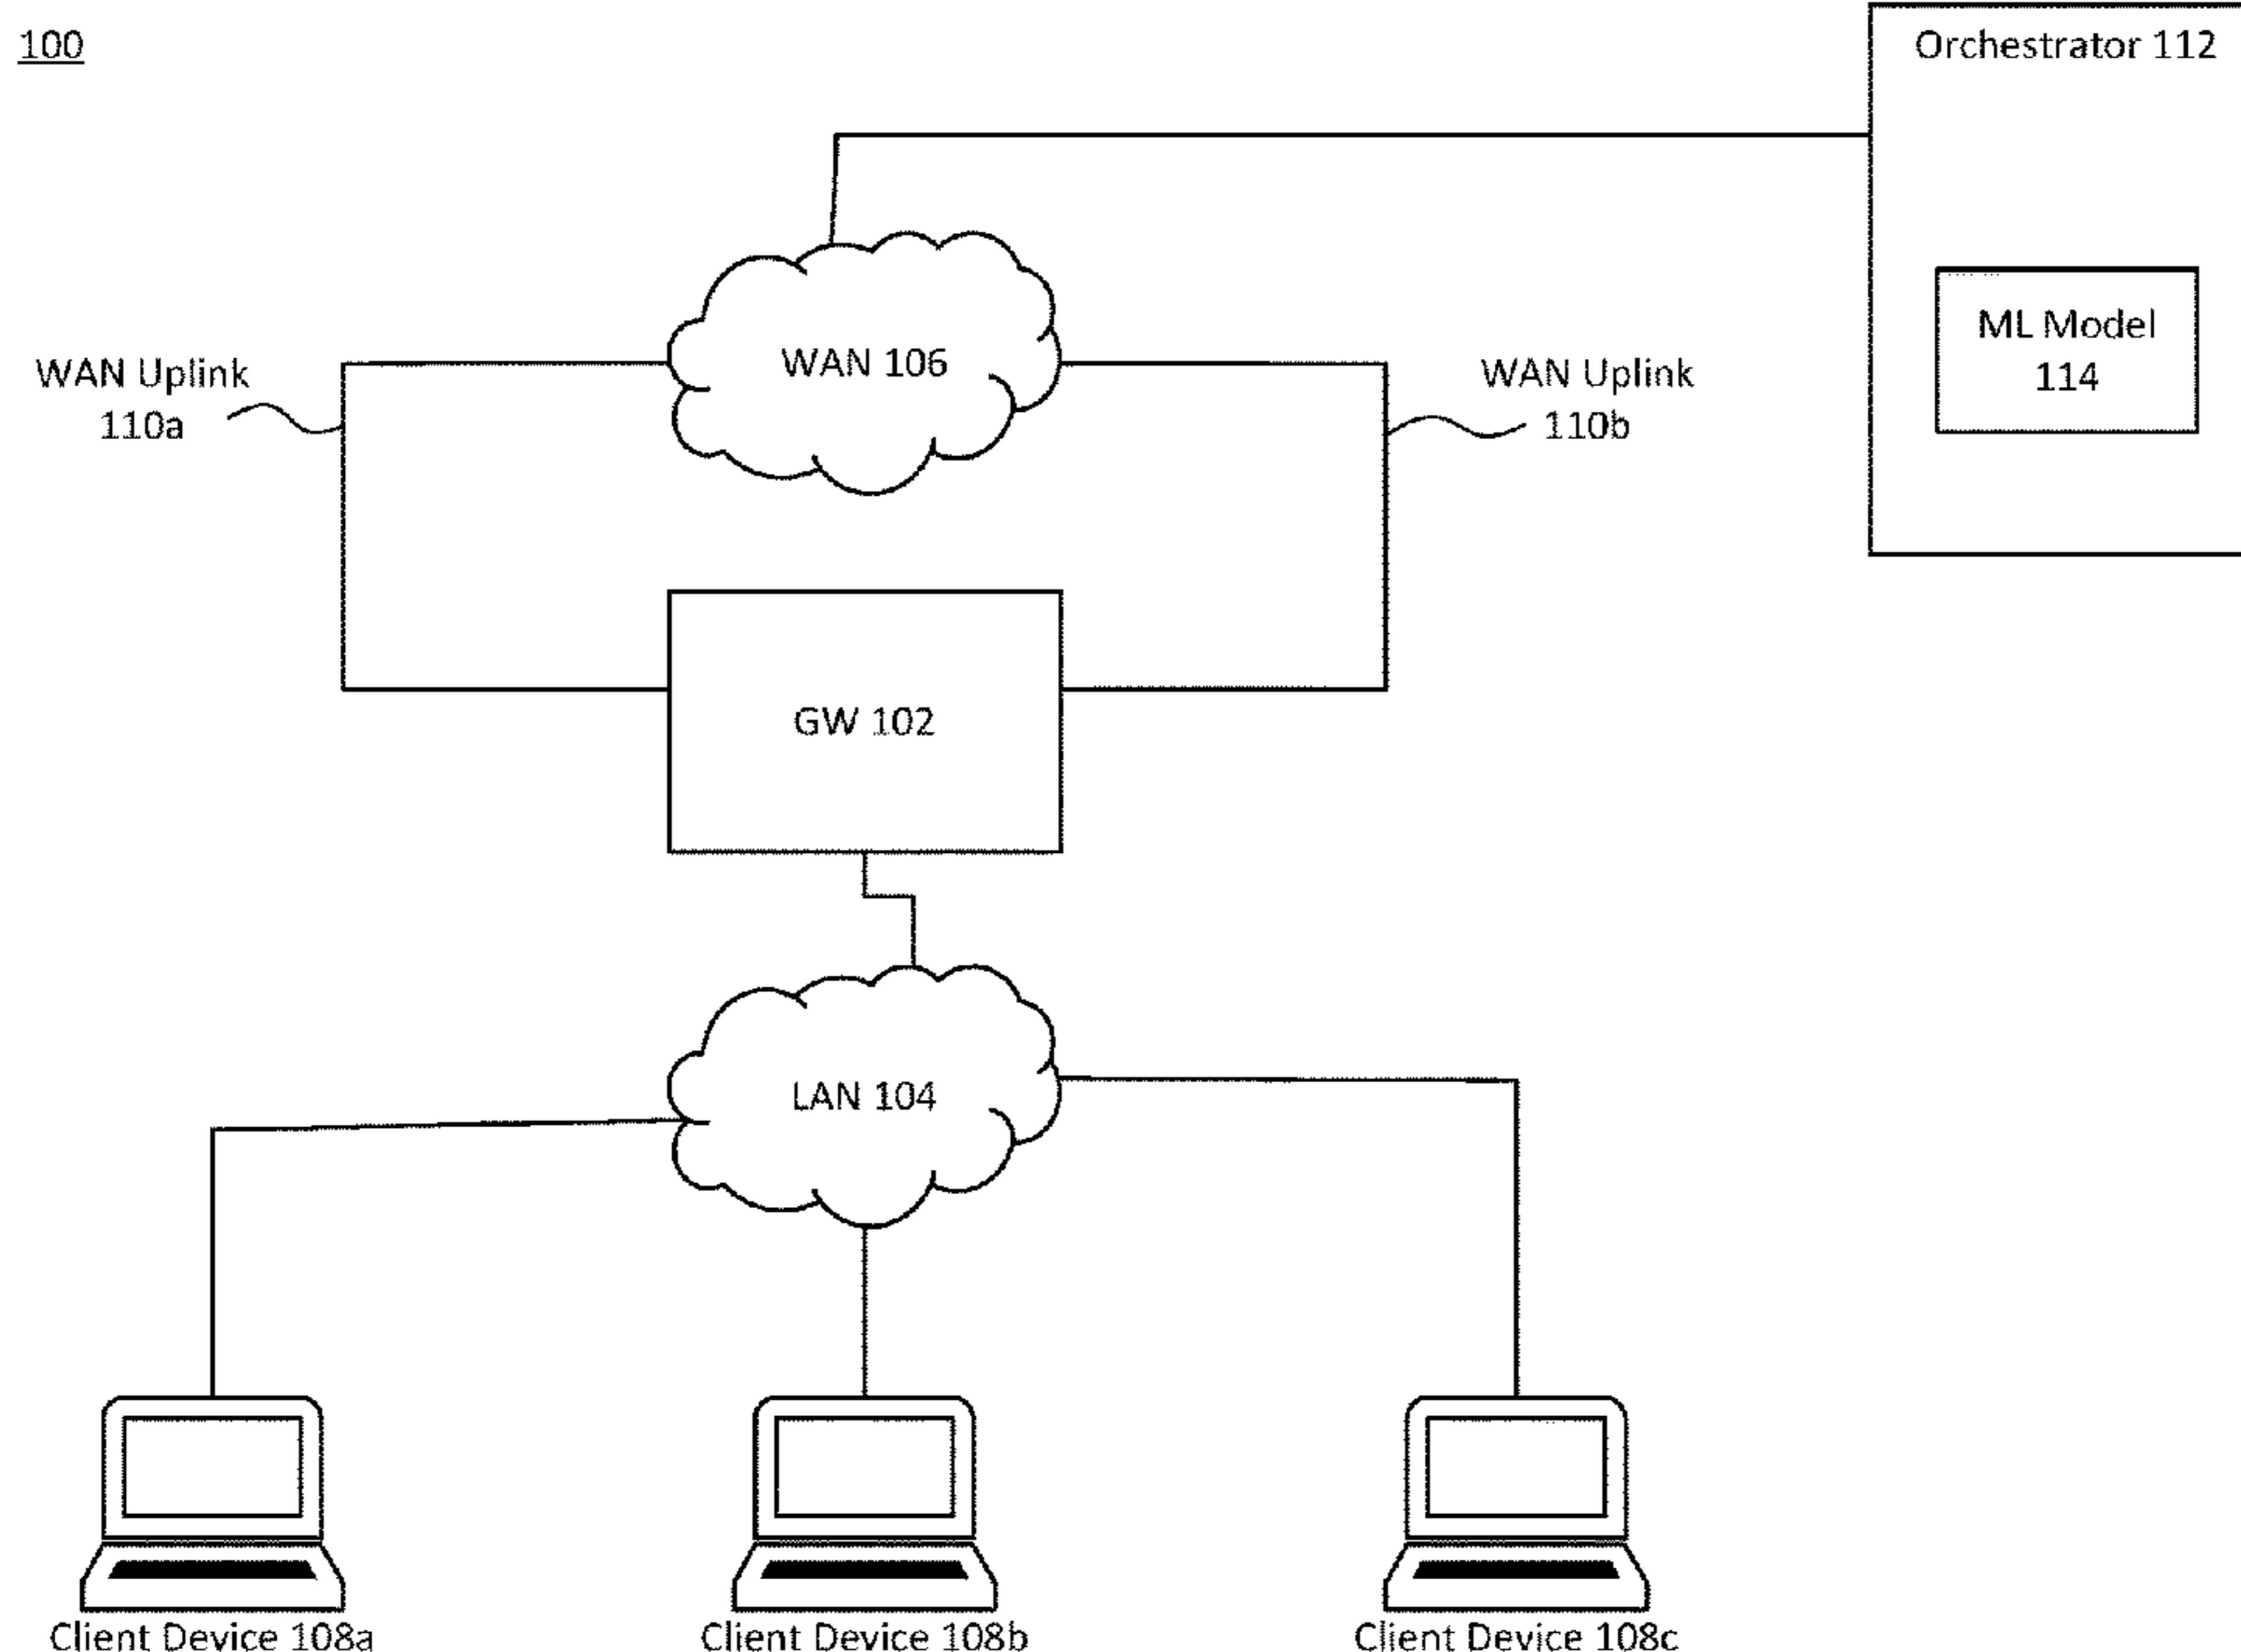 100
Orchestrator 112
ML Model
114
WAN 106
WAN Uplink
110a
WAN Uplink
110b
GW 102
LAN 104
Client Device 108a
Client Device 108b
Client Device 108c